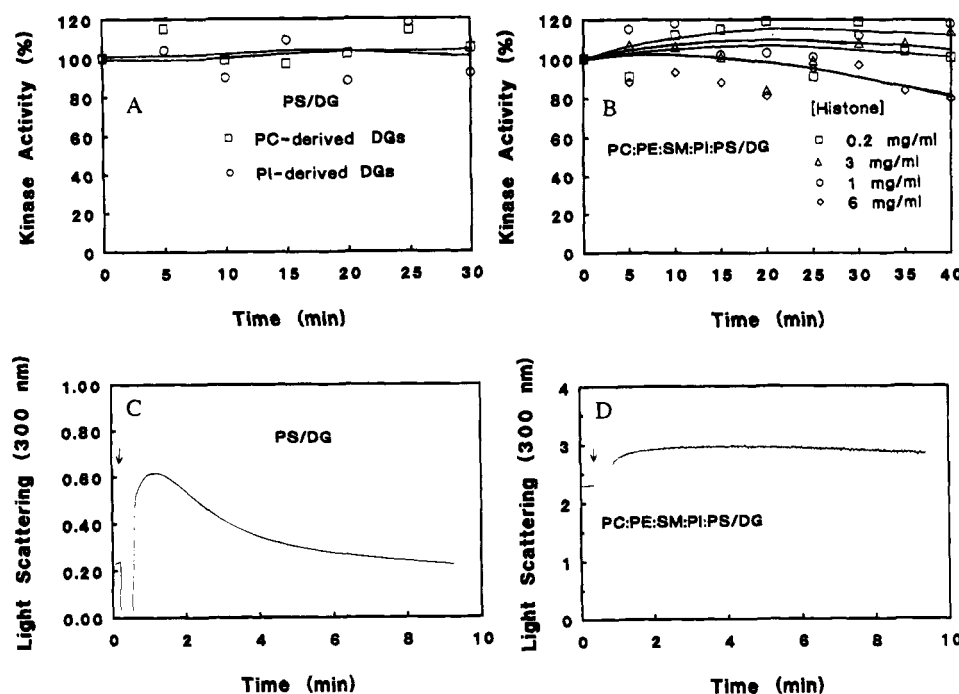 Kinase Activity (%)
120
100
80
60
40
20
0
A
PS/DG
□ PC-derived DGs
○ PI-derived DGs
0 5 10 15 20 25 30
Time (min)
Kinase Activity (%)
120
100
80
60
40
20
0
B
[Histone]
PC:PE:SM:PI:PS/DG
□ 0.2 mg/ml
△ 3 mg/ml
○ 1 mg/ml
◇ 6 mg/ml
0 5 10 15 20 25 30 35 40
Time (min)
Light Scattering (300 nm)
1.00
0.80
0.60
0.40
0.20
0.00
C
PS/DG
0 2 4 6 8 10
Time (min)
Light Scattering (300 nm)
4
3
2
1
0
D
PC:PE:SM:PI:PS/DG
0 2 4 6 8 10
Time (min)